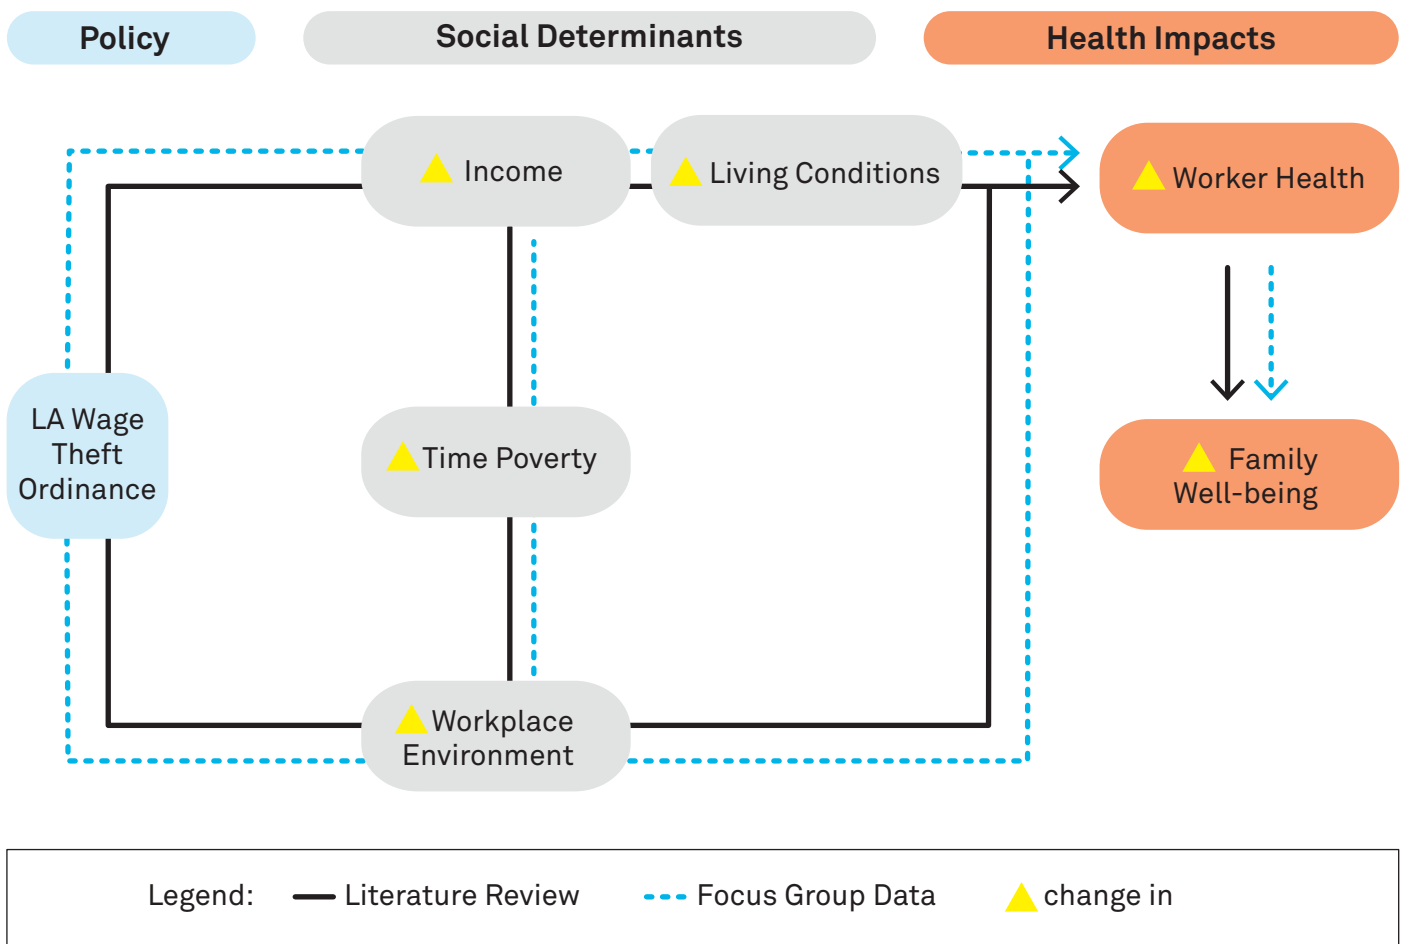 Policy
Social Determinants
Health Impacts
Income
Living Conditions
Worker Health
LA Wage
Theft
Ordinance
Time Poverty
Family
Well-being
Workplace
Environment
Legend:
Literature Review
Focus Group Data
change in